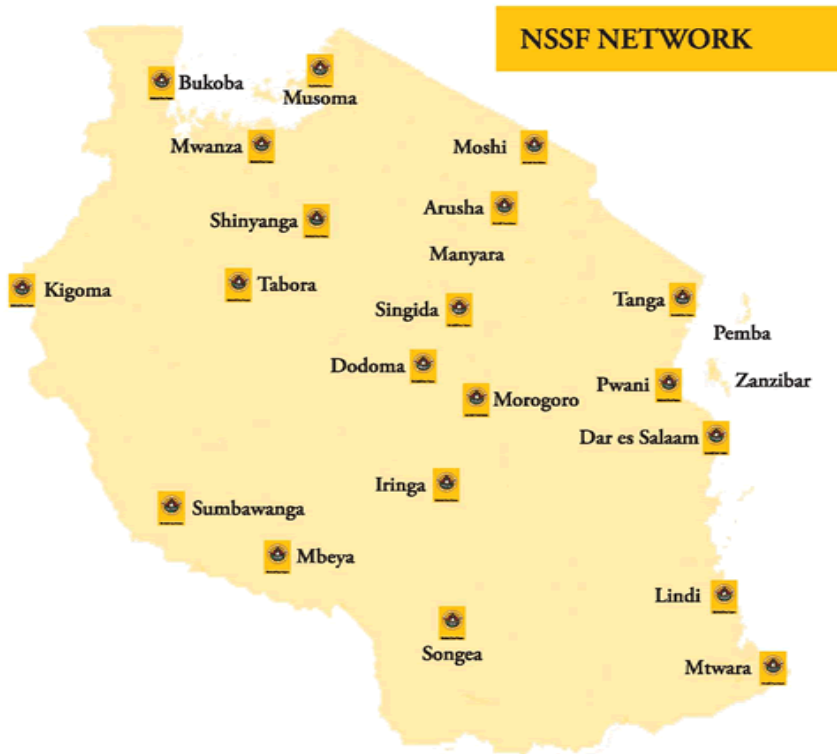 NSSF NETWORK
Bukoba
Musoma
Mwanza
Moshi
Shinyanga
Arusha
Manyara
Kigoma
Tabora
Singida
Tanga
Pemba
Dodoma
Morogoro
Pwani
Zanzibar
Dar es Salaam
Iringa
Sumbawanga
Mbeya
Lindi
Songea
Mtwara